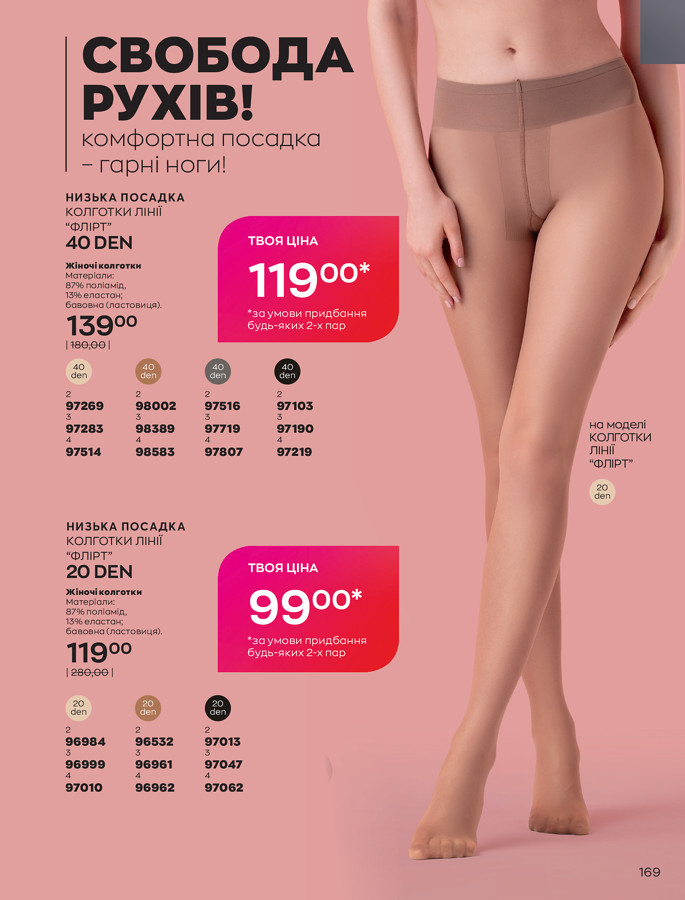 СВОБОДА
РУХІВ!
комфортна посадка
– гарні ноги!
НИЗЬКА ПОСАДКА
КОЛГОТКИ ЛІНІЇ
“ФЛІРТ”
40 DEN
Жіночі колготки
Матеріали:
87% поліамід,
13% еластан;
бавовна (ластовиця).
139⁰⁰
| 180,00 |
ТВОЯ ЦІНА
119⁰⁰*
*за умови придбання
будь-яких 2-х пар
40 den 40 den 40 den 40 den
2 2 2 2
97269 98002 97516 97103
3 3 3 3
97283 98389 97719 97190
4 4 4 4
97514 98583 97807 97219
на моделі
КОЛГОТКИ
ЛІНІЇ
“ФЛІРТ”
20
den
НИЗЬКА ПОСАДКА
КОЛГОТКИ ЛІНІЇ
“ФЛІРТ”
20 DEN
Жіночі колготки
Матеріали:
87% поліамід,
13% еластан;
бавовна (ластовиця).
119⁰⁰
| 280,00 |
ТВОЯ ЦІНА
99⁰⁰*
*за умови придбання
будь-яких 2-х пар
20 den 20 den 20 den
2 2 2
96984 96532 97013
3 3 3
96999 96961 97047
4 4 4
97010 96962 97062
169